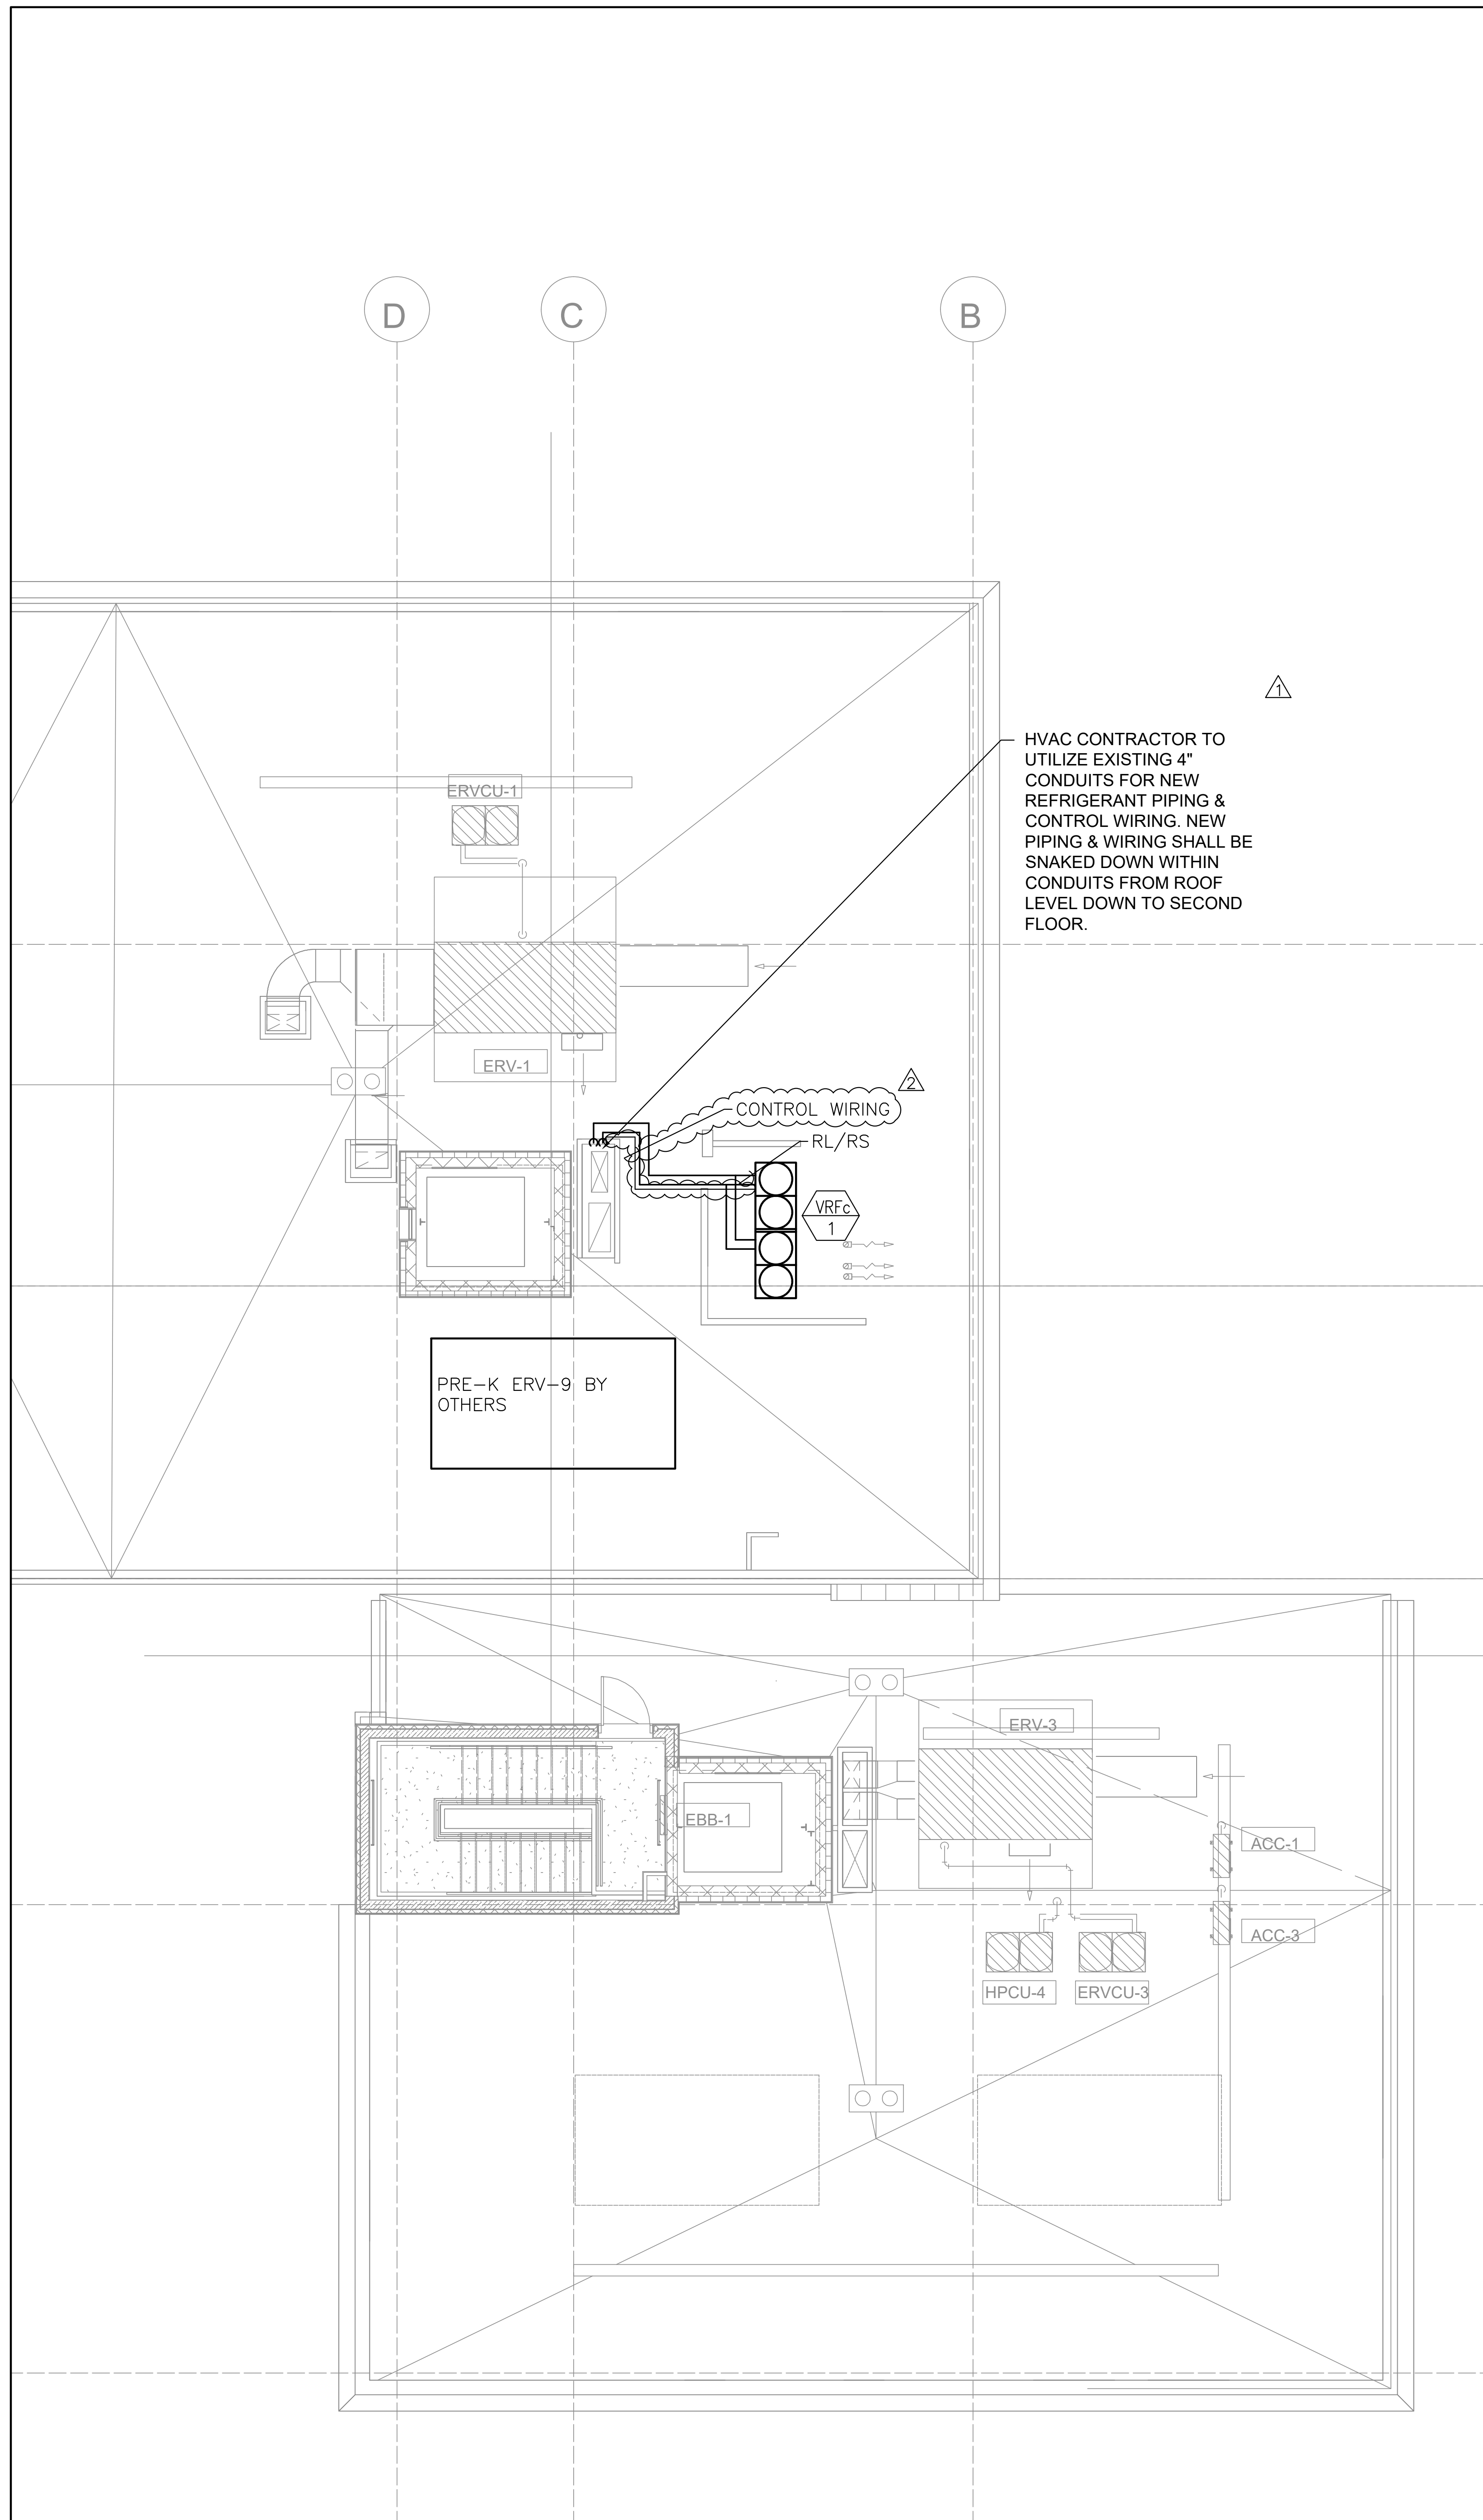 D
C
B
1
HVAC CONTRACTOR TO
UTILIZE EXISTING 4"
CONDUITS FOR NEW
REFRIGERANT PIPING &
CONTROL WIRING. NEW
PIPING & WIRING SHALL BE
SNAKED DOWN WITHIN
CONDUITS FROM ROOF
LEVEL DOWN TO SECOND
FLOOR.
ERVCU-1
ERV-1
2
CONTROL WIRING
RL/RS
VRFc
1
PRE-K ERV-9 BY
OTHERS
ERV-3
EBB-1
ACC-1
ACC-3
HPCU-4
ERVCU-3